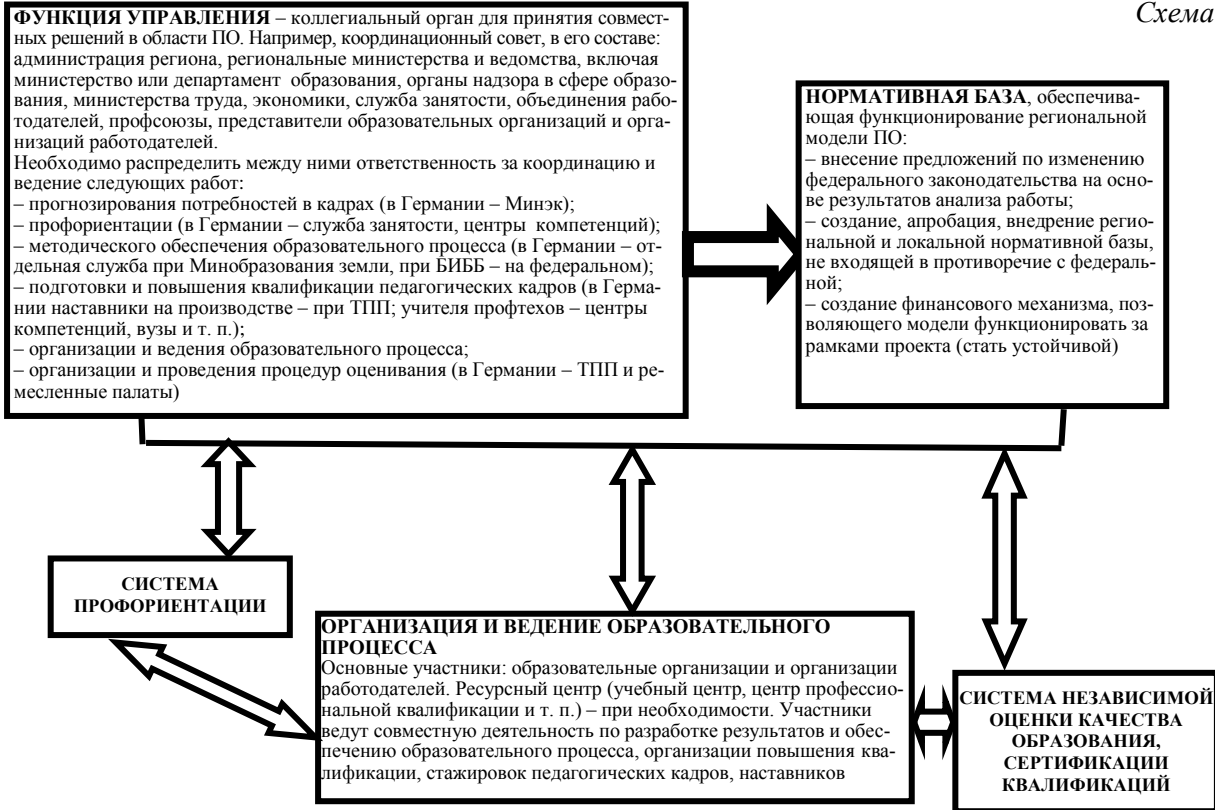 Схема
ФУНКЦИЯ УПРАВЛЕНИЯ – коллегиальный орган для принятия совмест-
ных решений в области ПО. Например, координационный совет, в его составе:
администрация региона, региональные министерства и ведомства, включая
министерство или департамент образования, органы надзора в сфере образо-
вания, министерства труда, экономики, служба занятости, объединения рабо-
тодателей, профсоюзы, представители образовательных организаций и орга-
низаций работодателей.
Необходимо распределить между ними ответственность за координацию и
ведение следующих работ:
– прогнозирования потребностей в кадрах (в Германии – Минэк);
– профориентации (в Германии – служба занятости, центры компетенций);
– методического обеспечения образовательного процесса (в Германии – от-
дельная служба при Минобразования земли, при БИББ – на федеральном);
– подготовки и повышения квалификации педагогических кадров (в Герма-
нии наставники на производстве – при ТПП; учителя профтехов – центры
компетенций, вузы и т. п.);
– организации и ведения образовательного процесса;
– организации и проведения процедур оценивания (в Германии – ТПП и ре-
месленные палаты)
НОРМАТИВНАЯ БАЗА, обеспечива-
ющая функционирование региональной
модели ПО:
– внесение предложений по изменению
федерального законодательства на осно-
ве результатов анализа работы;
– создание, апробация, внедрение регио-
нальной и локальной нормативной базы,
не входящей в противоречие с федераль-
ной;
– создание финансового механизма, поз-
воляющего модели функционировать за
рамками проекта (стать устойчивой)
СИСТЕМА
ПРОФОРИЕНТАЦИИ
ОРГАНИЗАЦИЯ И ВЕДЕНИЕ ОБРАЗОВАТЕЛЬНОГО
ПРОЦЕССА
Основные участники: образовательные организации и организации
работодателей. Ресурсный центр (учебный центр, центр професси-
ональной квалификации и т. п.) – при необходимости. Участники
ведут совместную деятельность по разработке результатов и обес-
печению образовательного процесса, организации повышения ква-
лификации, стажировок педагогических кадров, наставников
СИСТЕМА НЕЗАВИСИМОЙ
ОЦЕНКИ КАЧЕСТВА
ОБРАЗОВАНИЯ,
СЕРТИФИКАЦИИ
КВАЛИФИКАЦИЙ